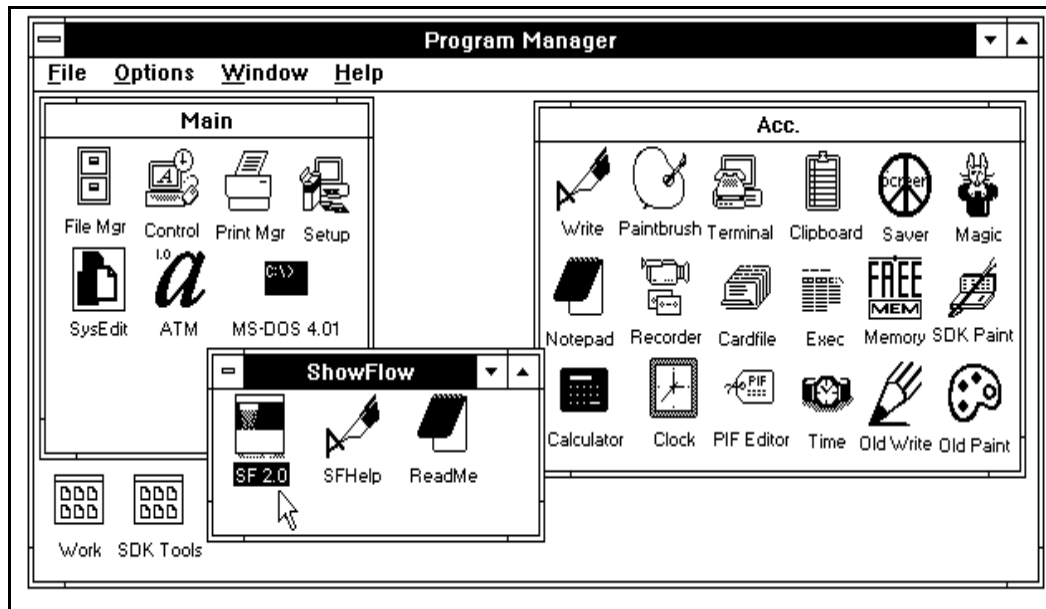 Program Manager
File Options Window Help
Main
File Mgr Control Print Mgr Setup
1.0
a
C:\>
SysEdit ATM MS-DOS 4.01
Acc.
A
screen
Write Paintbrush Terminal Clipboard Saver Magic
FREE
MEM
Notepad Recorder Cardfile Exec Memory SDK Paint
PIF
Calculator Clock PIF Editor Time Old Write Old Paint
ShowFlow
SF 2.0 SFHelp ReadMe
Work SDK Tools